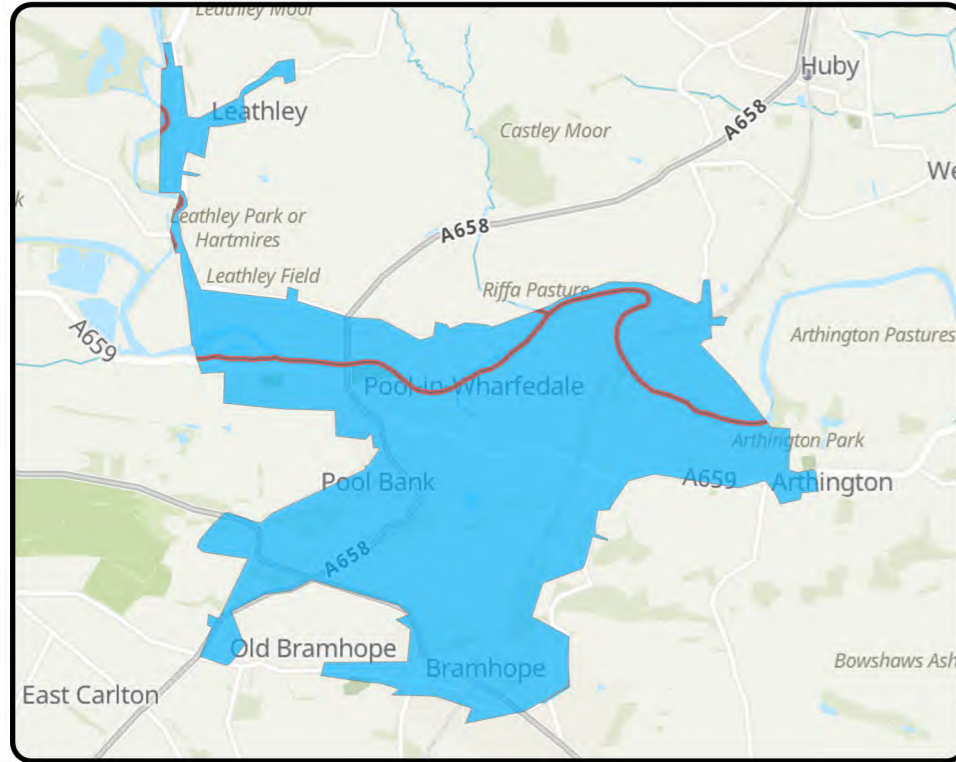 Leathley Moor
Huby
Leathley
A658
Castley Moor
We
k
Leathley Park or
Hartmires
A658
Leathley Field
Riffa Pasture
A659
Arthington Pastures
Pool-in-Wharfedale
Arthington Park
Pool Bank
A659
Arthington
A658
Old Bramhope
Bramhope
Bowshaws Ash
East Carlton